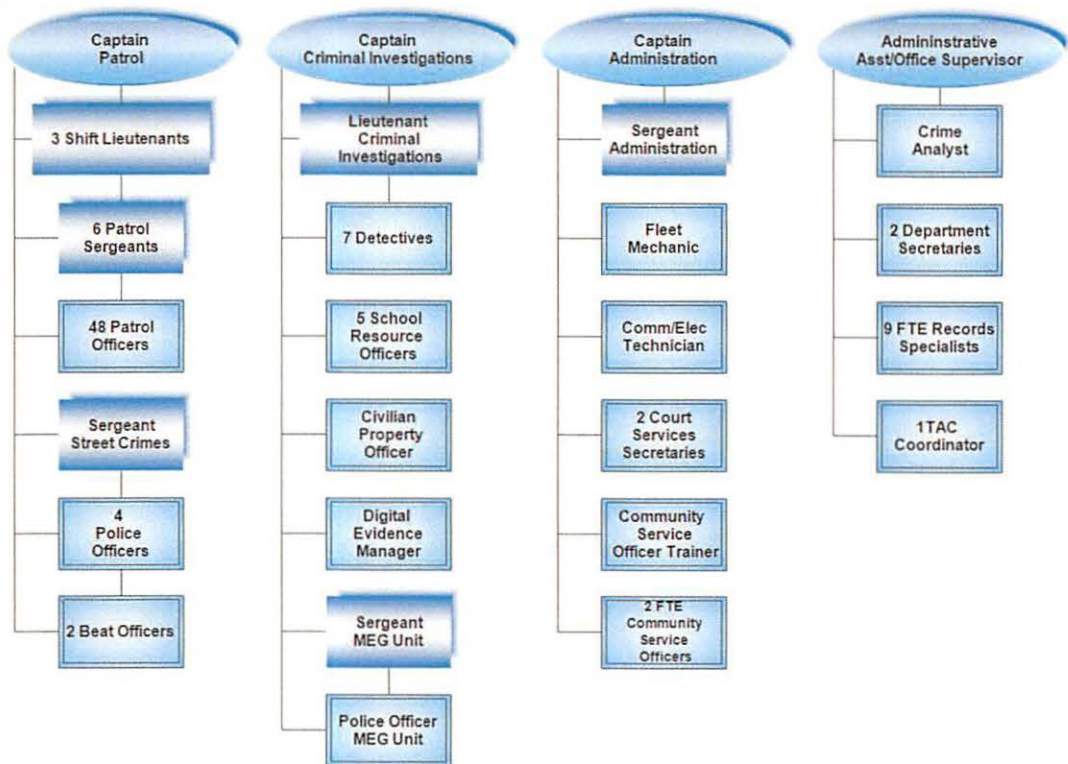 Captain
Patrol
3 Shift Lieutenants
6 Patrol
Sergeants
48 Patrol
Officers
Sergeant
Street Crimes
4
Police
Officers
2 Beat Officers
Captain
Criminal Investigations
Lieutenant
Criminal
Investigations
7 Detectives
5 School
Resource
Officers
Civilian
Property
Officer
Digital
Evidence
Manager
Sergeant
MEG Unit
Police Officer
MEG Unit
Captain
Administration
Sergeant
Administration
Fleet
Mechanic
Comm/Elec
Technician
2 Court
Services
Secretaries
Community
Service
Officer Trainer
2 FTE
Community
Service
Officers
Admininstrative
Asst/Office Supervisor
Crime
Analyst
2 Department
Secretaries
9 FTE Records
Specialists
1TAC
Coordinator